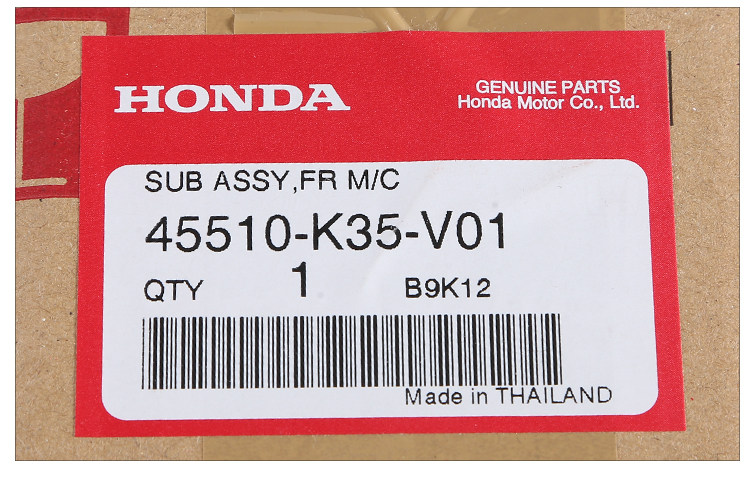 HONDA
GENUINE PARTS
Honda Motor Co., Ltd.
SUB ASSY,FR M/C
45510-K35-V01
QTY 1 B9K12
Made in THAILAND